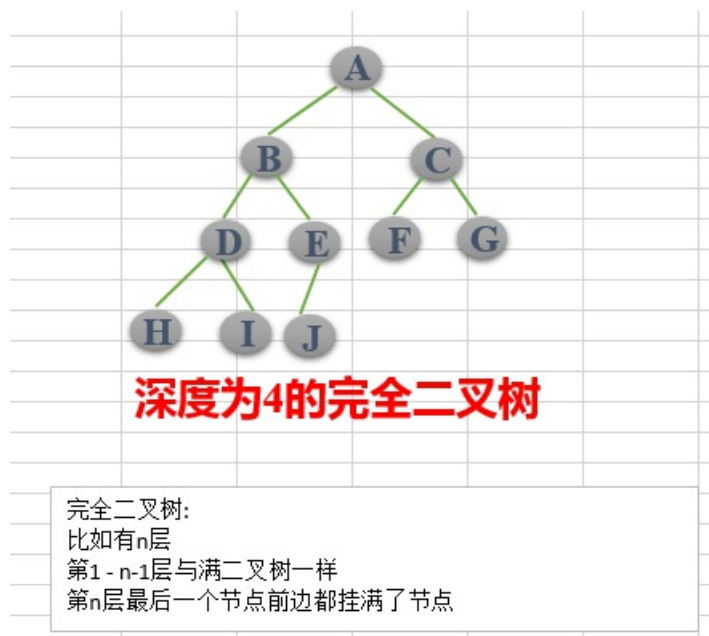 A
B C
D E F G
H I J
深度为4的完全二叉树
完全二叉树:
比如有n层
第1 - n-1层与满二叉树一样
第n层最后一个节点前边都挂满了节点